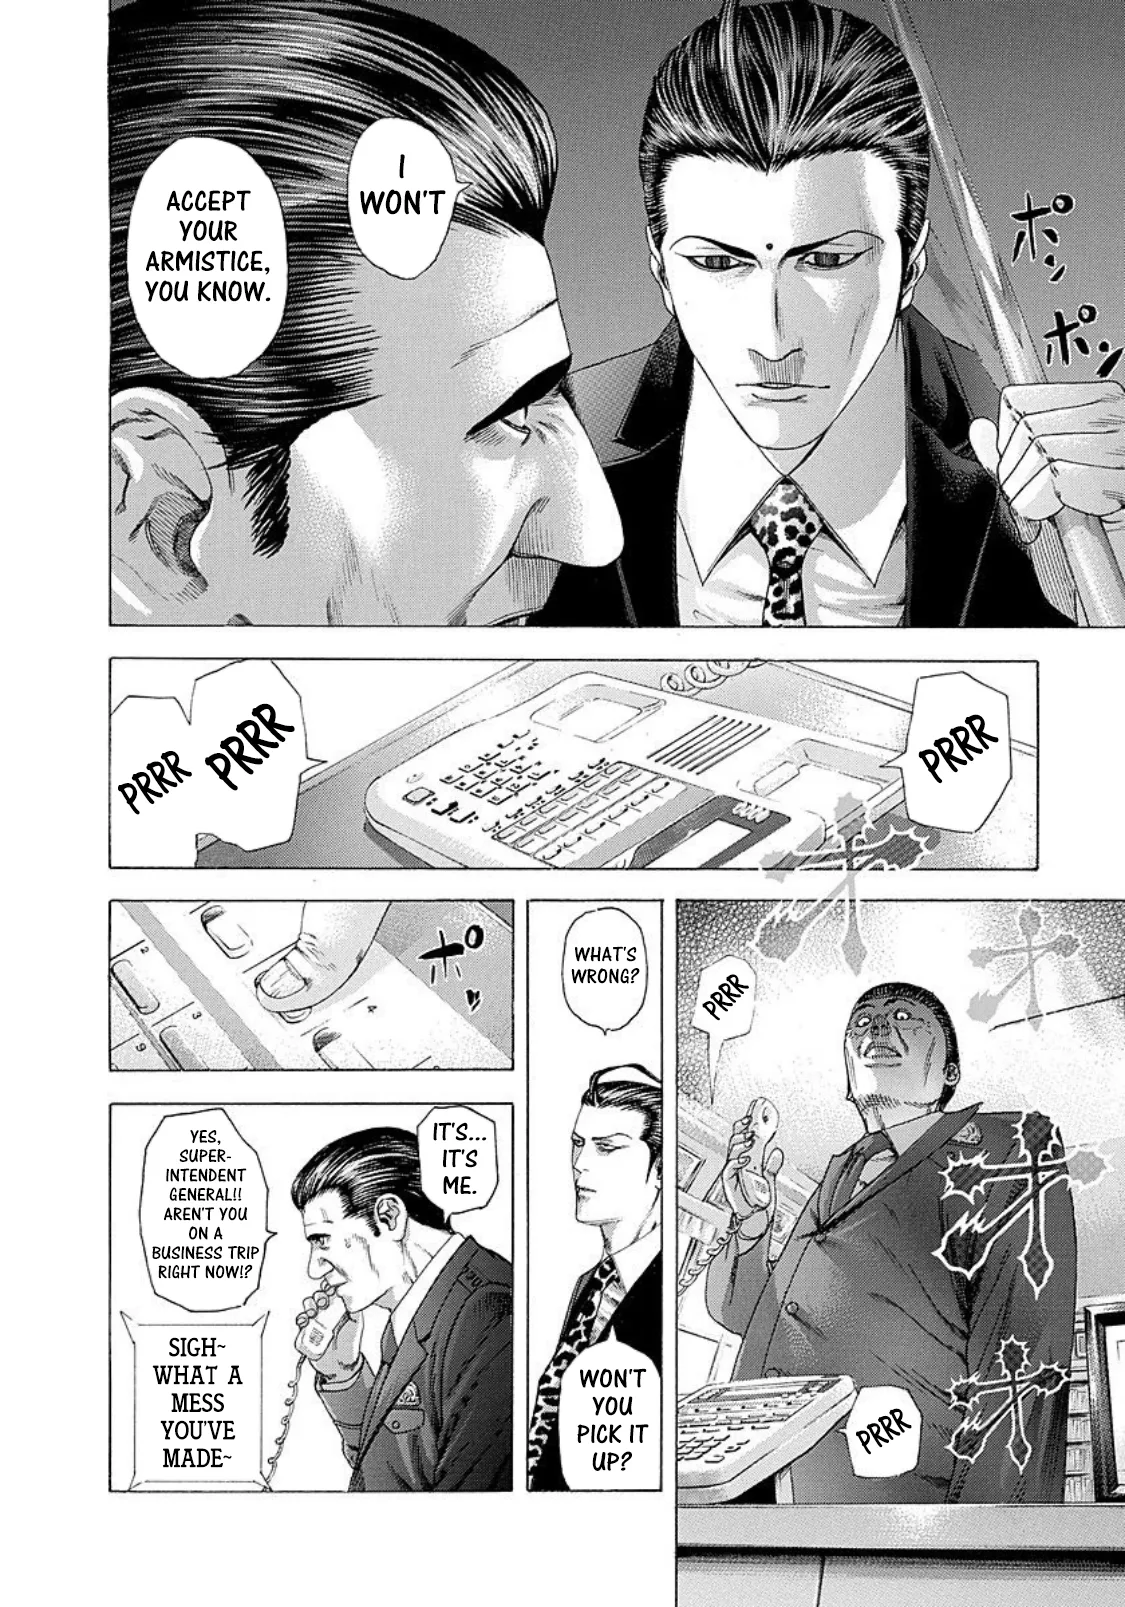 I
WON'T
ACCEPT
YOUR
ARMISTICE,
YOU KNOW.
ポン
ポン
PRRR
PRRR
PRRR
PRRR
PRRR
WHAT'S
WRONG?
WON'T
YOU
PICK IT
UP?
ポッ
IT'S...
IT'S
ME.
YES,
SUPER-
INTENDENT
GENERAL!!
AREN'T YOU
ON A
BUSINESS TRIP
RIGHT NOW!?
SIGH~
WHAT A
MESS
YOU'VE
MADE~